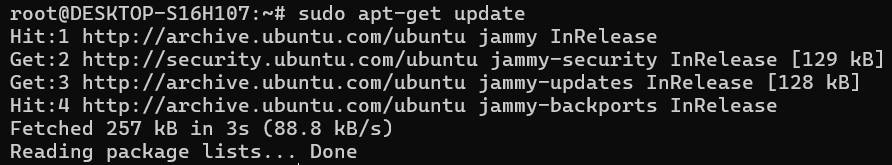 root@DESKTOP-S16H107:~# sudo apt-get update
Hit:1 http://archive.ubuntu.com/ubuntu jammy InRelease
Get:2 http://security.ubuntu.com/ubuntu jammy-security InRelease [129 kB]
Get:3 http://archive.ubuntu.com/ubuntu jammy-updates InRelease [128 kB]
Hit:4 http://archive.ubuntu.com/ubuntu jammy-backports InRelease
Fetched 257 kB in 3s (88.8 kB/s)
Reading package lists... Done